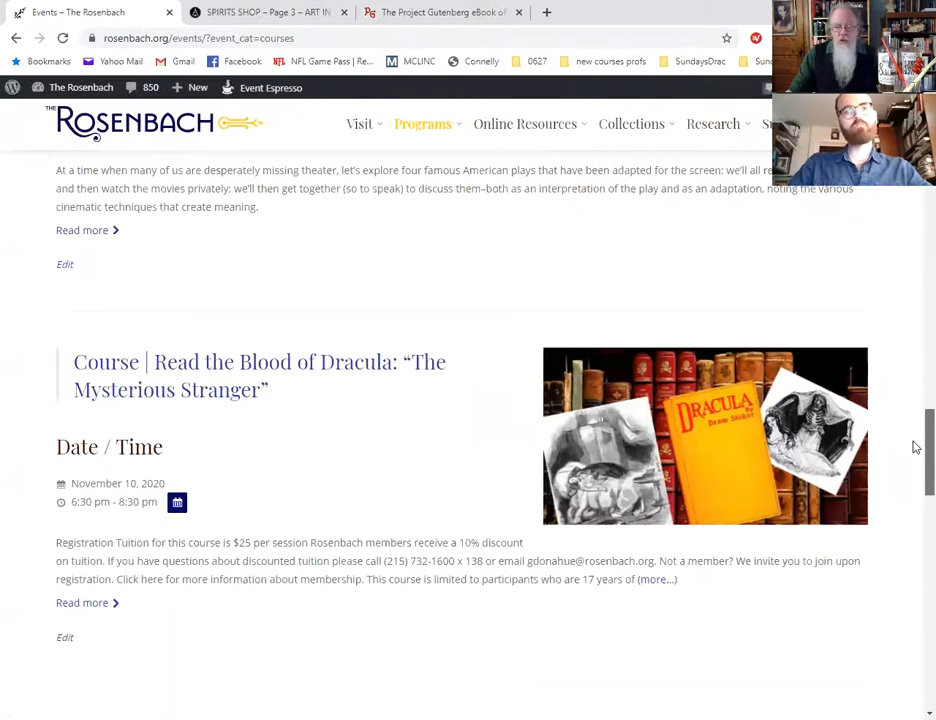 Events – The Rosenbach
SPIRITS SHOP – Page 3 – ART IN
The Project Gutenberg eBook of
rosenbach.org/events/?event_cat=courses
Bookmarks Yahoo Mail Gmail Facebook NFL Game Pass | Re... MCLINC Connelly 0627 new courses profs SundaysDrac
The Rosenbach 850 New Event Espresso
THE ROSENBACH
Visit Programs Online Resources Collections Research
At a time when many of us are desperately missing theater, let's explore four famous American plays that have been adapted for the screen; we'll all
and then watch the movies privately; we'll then get together (so to speak) to discuss them–both as an interpretation of the play and as an adaptation, noting the various
cinematic techniques that create meaning.
Read more
Edit
Course | Read the Blood of Dracula: “The
Mysterious Stranger”
DRACULA
By
Bram Stoker
Date / Time
November 10, 2020
6:30 pm - 8:30 pm
Registration Tuition for this course is $25 per session Rosenbach members receive a 10% discount
on tuition. If you have questions about discounted tuition please call (215) 732-1600 x 138 or email gdonahue@rosenbach.org. Not a member? We invite you to join upon
registration. Click here for more information about membership. This course is limited to participants who are 17 years of (more…)
Read more
Edit